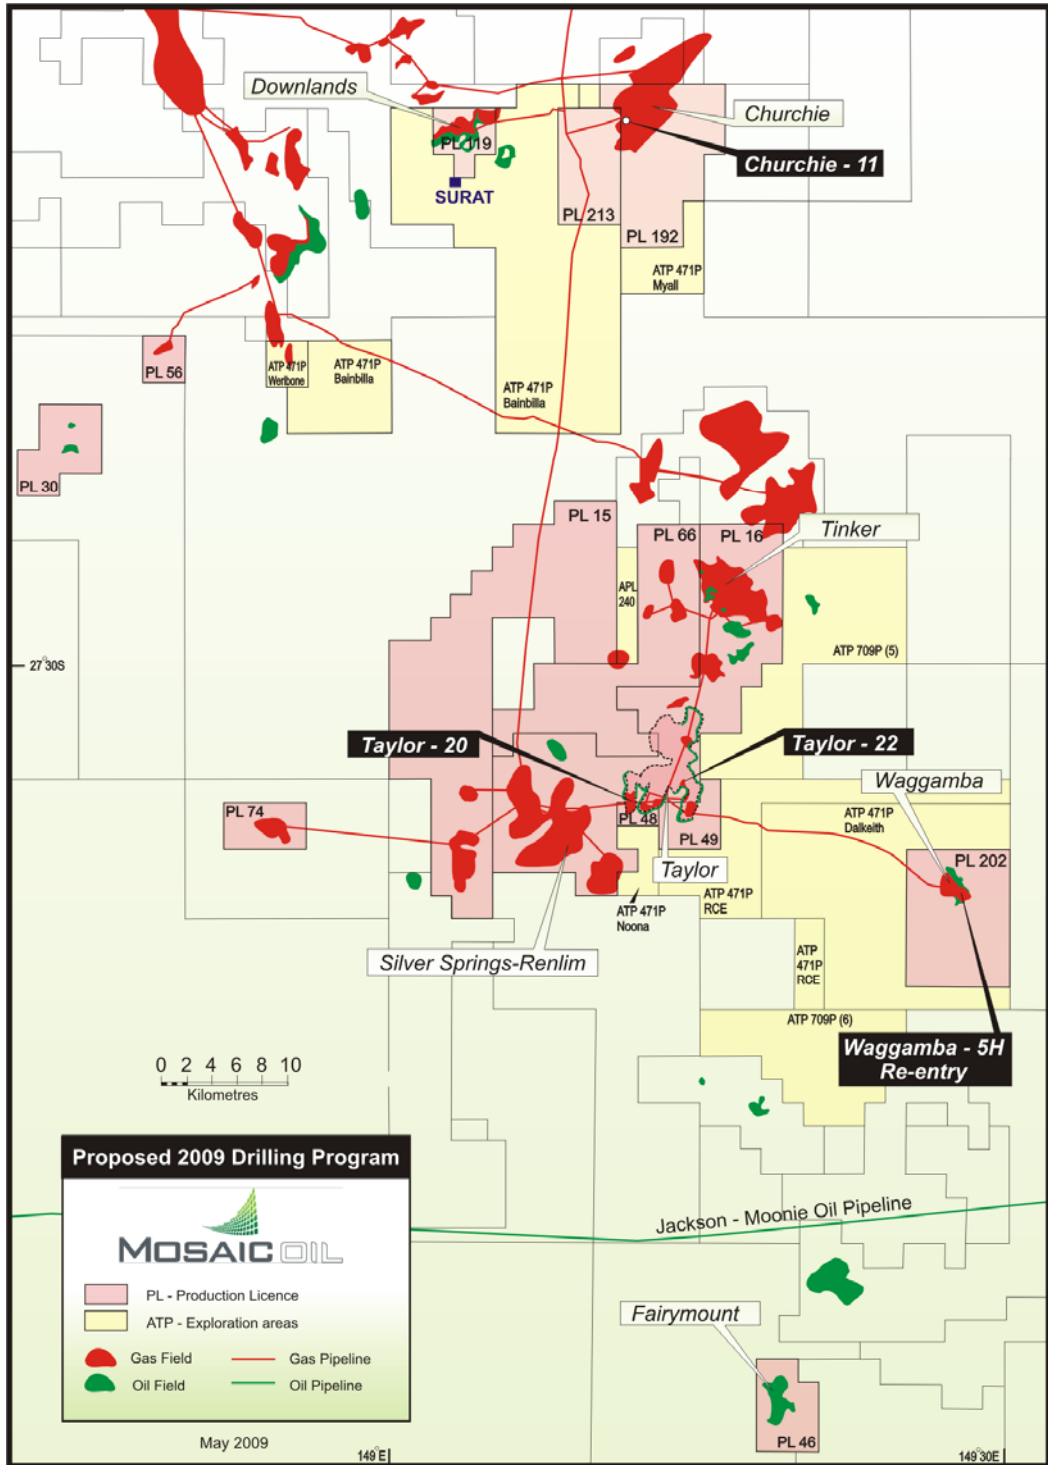 Downlands
Churchie
PL 119
Churchie - 11
SURAT
PL 213
PL 192
ATP 471P
Myall
PL 56
ATP 471P
Weribone
ATP 471P
Bainbilla
ATP 471P
Bainbilla
PL 30
PL 15
PL 66
PL 16
Tinker
APL
240
27°30S
ATP 709P (5)
Taylor - 20
Taylor - 22
Waggamba
PL 74
PL 48
PL 49
ATP 471P
Dalkeith
PL 202
Taylor
ATP 471P
RCE
ATP 471P
Noona
Silver Springs-Renlim
ATP
471P
RCE
ATP 709P (6)
Waggamba - 5H
Re-entry
0 2 4 6 8 10
Kilometres
Proposed 2009 Drilling Program
MOSAIC OIL
PL - Production Licence
ATP - Exploration areas
Gas Field
Gas Pipeline
Oil Field
Oil Pipeline
Jackson - Moonie Oil Pipeline
Fairymount
PL 46
May 2009
149°E
149°30E